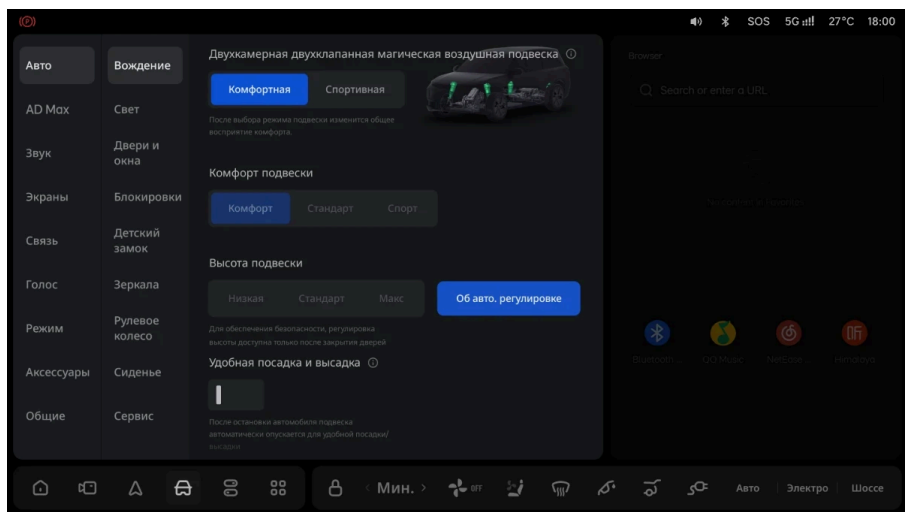 (P)
SOS 5G 27°C 18:00
Авто
AD Max
Звук
Экраны
Связь
Голос
Режим
Аксессуары
Общие
Вождение
Свет
Двери и
окна
Блокировки
Детский
замок
Зеркала
Рулевое
колесо
Сиденье
Сервис
Двухкамерная двухклапанная магическая воздушная подвеска
Комфортная Спортивная
После выбора режима подвески изменится общее
восприятие комфорта.
Комфорт подвески
Комфорт Стандарт Спорт
Высота подвески
Низкая Стандарт Макс Об авто. регулировке
Для обеспечения безопасности, регулировка
высоты доступна только после закрытия дверей
Удобная посадка и высадка
После остановки автомобиля подвеска
автоматически опускается для удобной посадки/
высадки
Browser
Search or enter a URL
QQ Music
< Мин. > OFF Авто Электро Шоссе